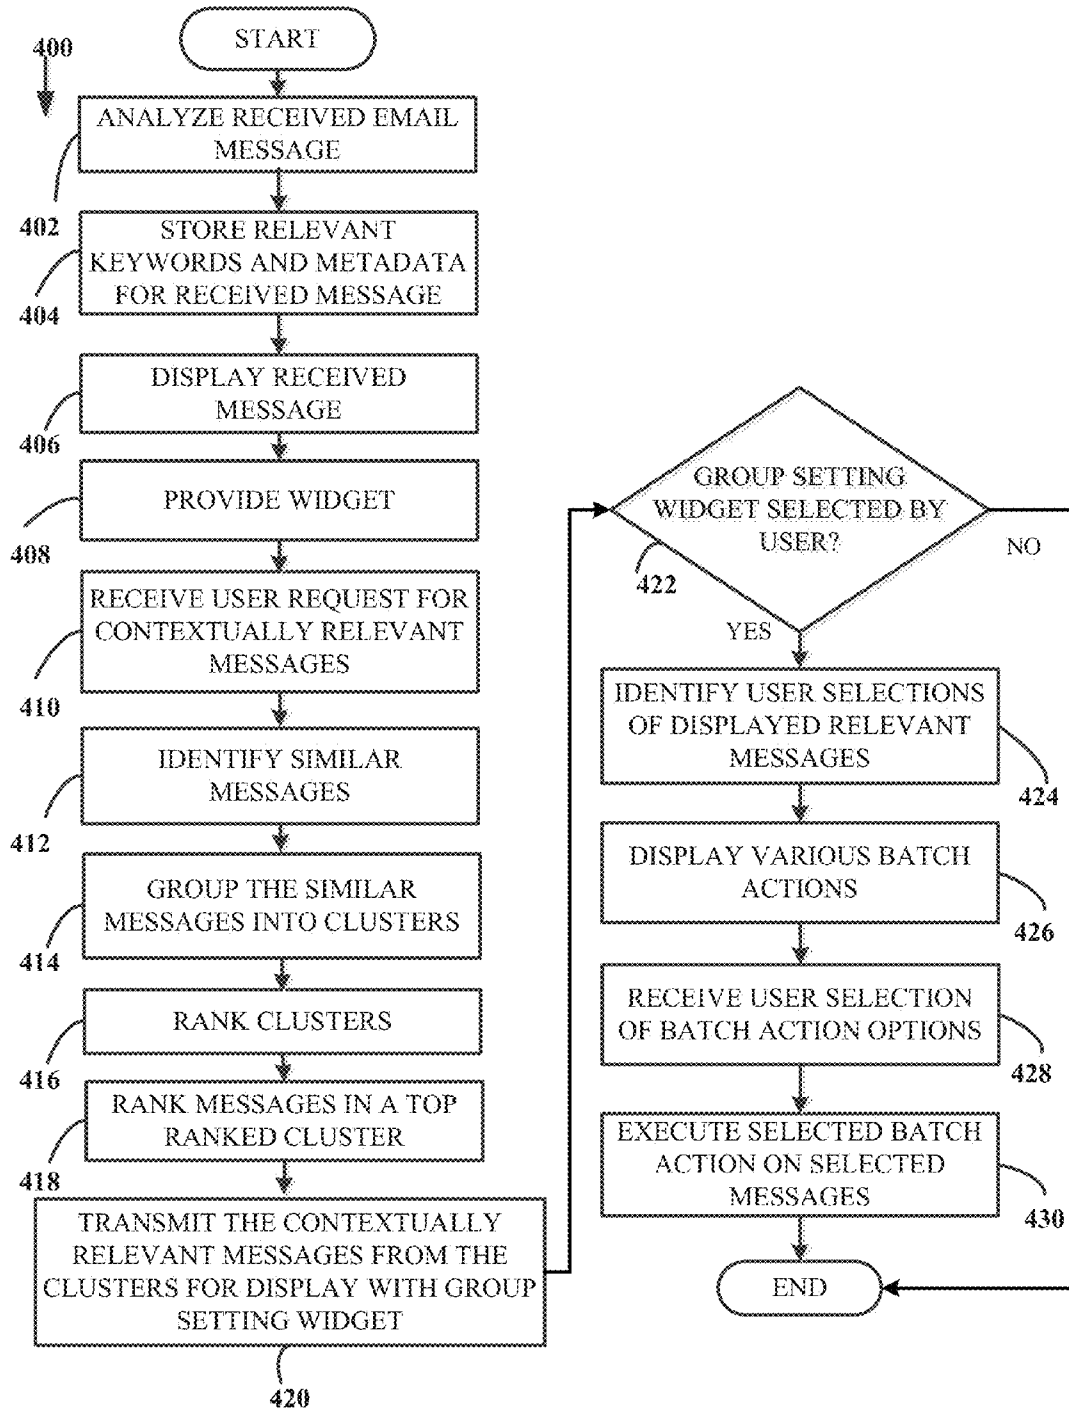 START
400
ANALYZE RECEIVED EMAIL
MESSAGE
402
STORE RELEVANT
KEYWORDS AND METADATA
FOR RECEIVED MESSAGE
404
DISPLAY RECEIVED
MESSAGE
406
PROVIDE WIDGET
408
RECEIVE USER REQUEST FOR
CONTEXTUALLY RELEVANT
MESSAGES
410
IDENTIFY SIMILAR
MESSAGES
412
GROUP THE SIMILAR
MESSAGES INTO CLUSTERS
414
RANK CLUSTERS
416
RANK MESSAGES IN A TOP
RANKED CLUSTER
418
TRANSMIT THE CONTEXTUALLY
RELEVANT MESSAGES FROM THE
CLUSTERS FOR DISPLAY WITH GROUP
SETTING WIDGET
420
GROUP SETTING
WIDGET SELECTED BY
USER?
422
NO
YES
IDENTIFY USER SELECTIONS
OF DISPLAYED RELEVANT
MESSAGES
424
DISPLAY VARIOUS BATCH
ACTIONS
426
RECEIVE USER SELECTION
OF BATCH ACTION OPTIONS
428
EXECUTE SELECTED BATCH
ACTION ON SELECTED
MESSAGES
430
END